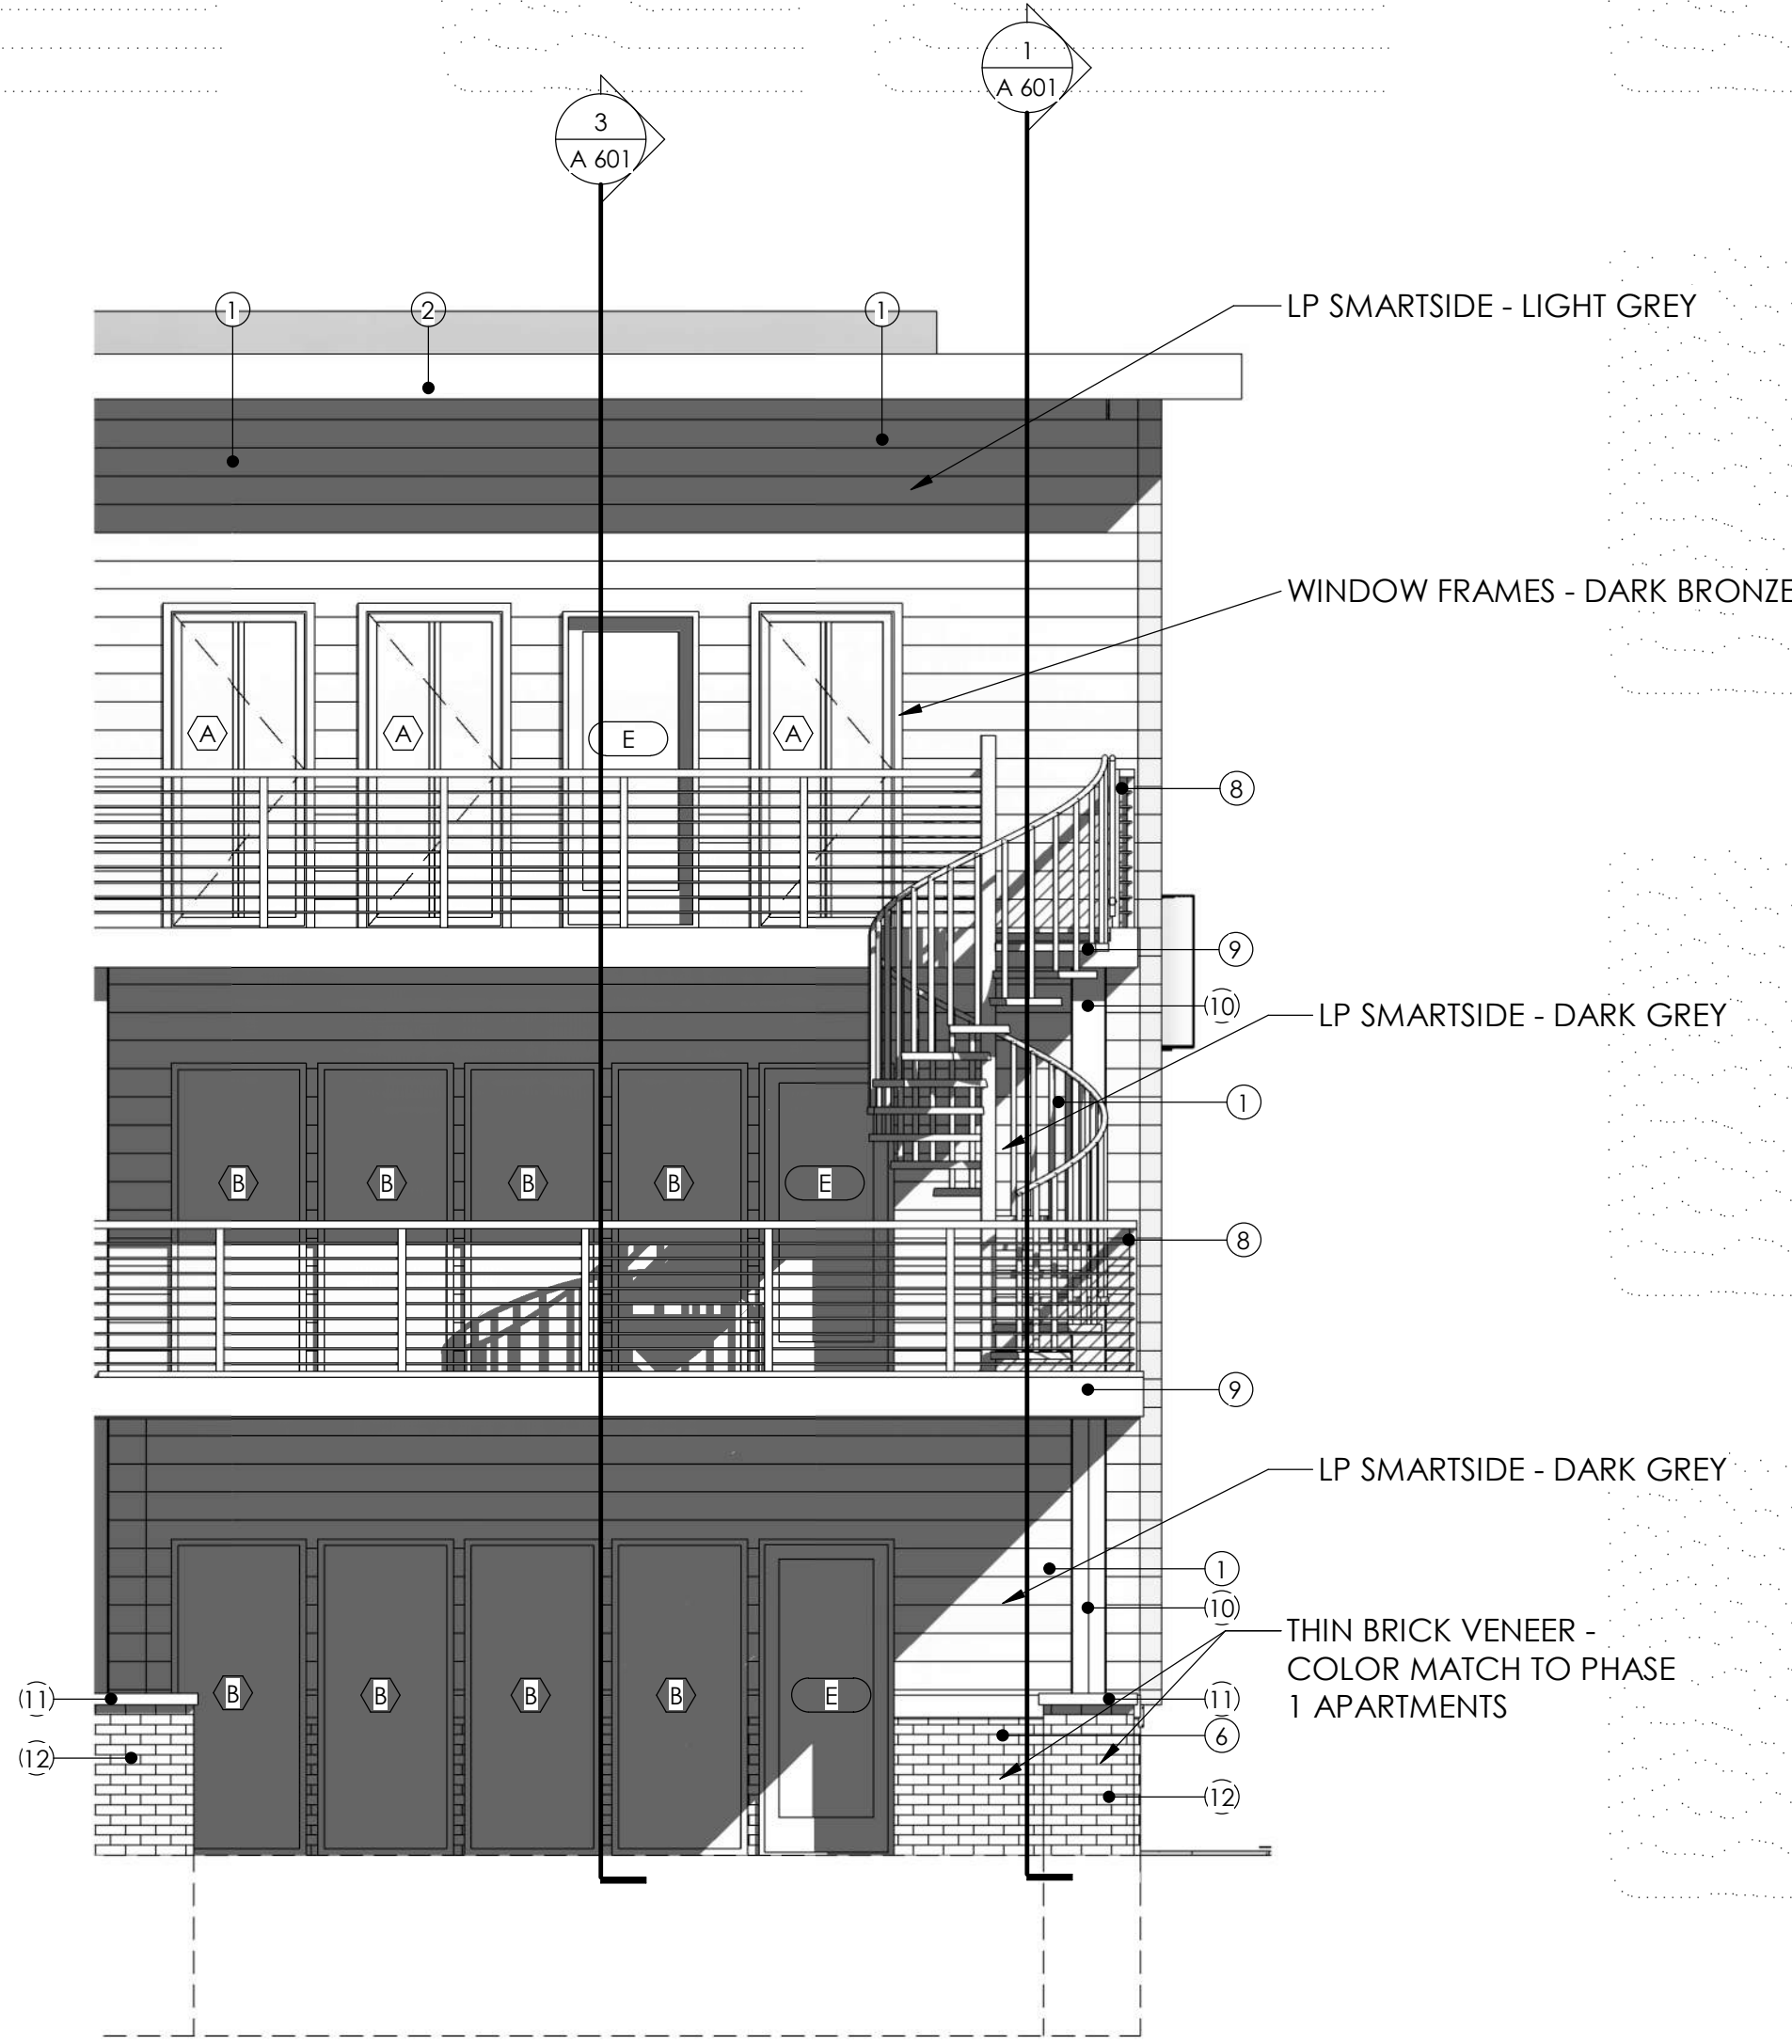 1
A 601
3
A 601
1
2
1
LP SMARTSIDE - LIGHT GREY
WINDOW FRAMES - DARK BRONZE
A
A
E
A
8
9
10
LP SMARTSIDE - DARK GREY
1
B
B
B
B
E
8
9
LP SMARTSIDE - DARK GREY
1
10
THIN BRICK VENEER -
COLOR MATCH TO PHASE
1 APARTMENTS
B
B
B
B
E
11
11
6
12
12